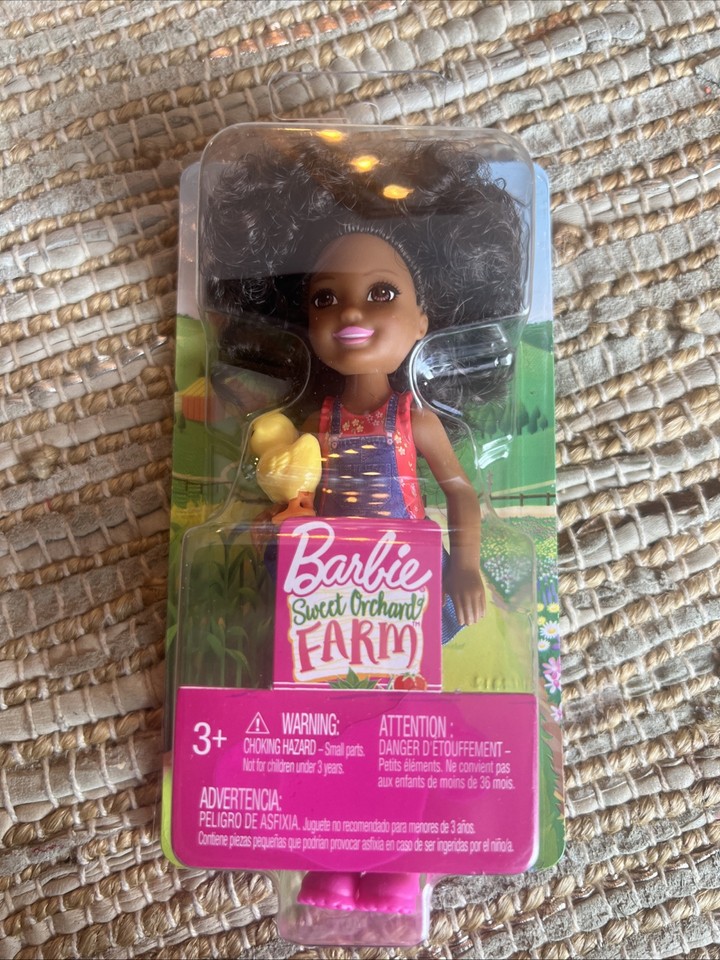 Barbie
Sweet Orchard™
FARM
3+
⚠ WARNING:
CHOKING HAZARD – Small parts.
Not for children under 3 years.
ATTENTION :
DANGER D'ETOUFFEMENT –
Petits éléments. Ne convient pas
aux enfants de moins de 36 mois.
ADVERTENCIA:
PELIGRO DE ASFIXIA. Juguete no recomendado para menores de 3 años.
Contiene piezas pequeñas que podrían provocar asfixia en caso de ser ingeridas por el niño/a.